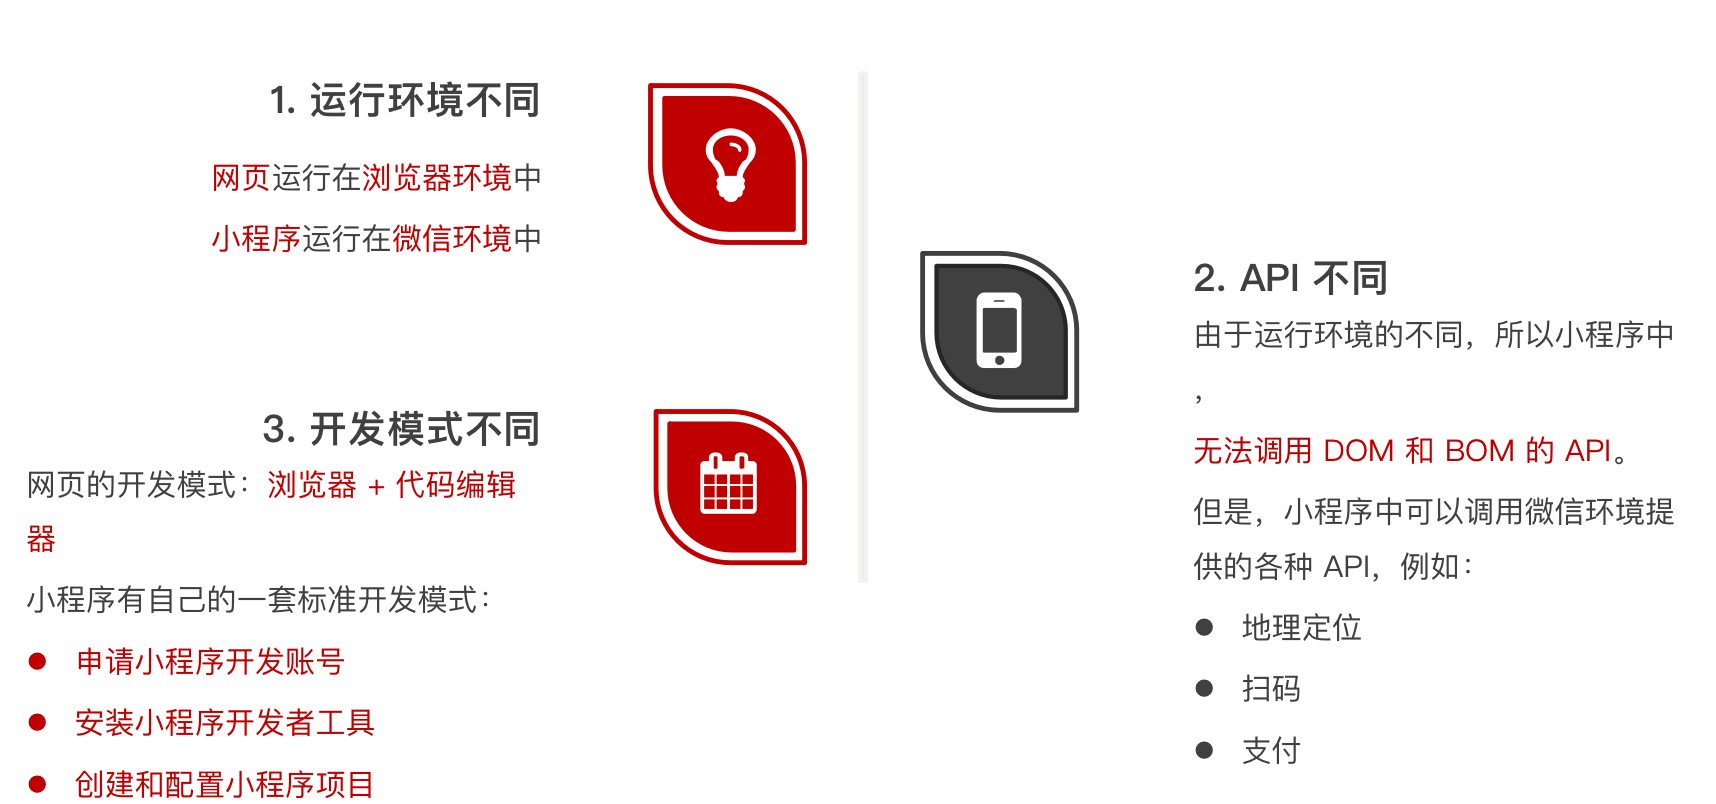 1. 运行环境不同
网页运行在浏览器环境中
小程序运行在微信环境中
2. API 不同
由于运行环境的不同，所以小程序中
，
无法调用 DOM 和 BOM 的 API。
但是，小程序中可以调用微信环境提
供的各种 API，例如：
● 地理定位
● 扫码
● 支付
3. 开发模式不同
网页的开发模式：浏览器 + 代码编辑
器
小程序有自己的一套标准开发模式：
● 申请小程序开发账号
● 安装小程序开发者工具
● 创建和配置小程序项目